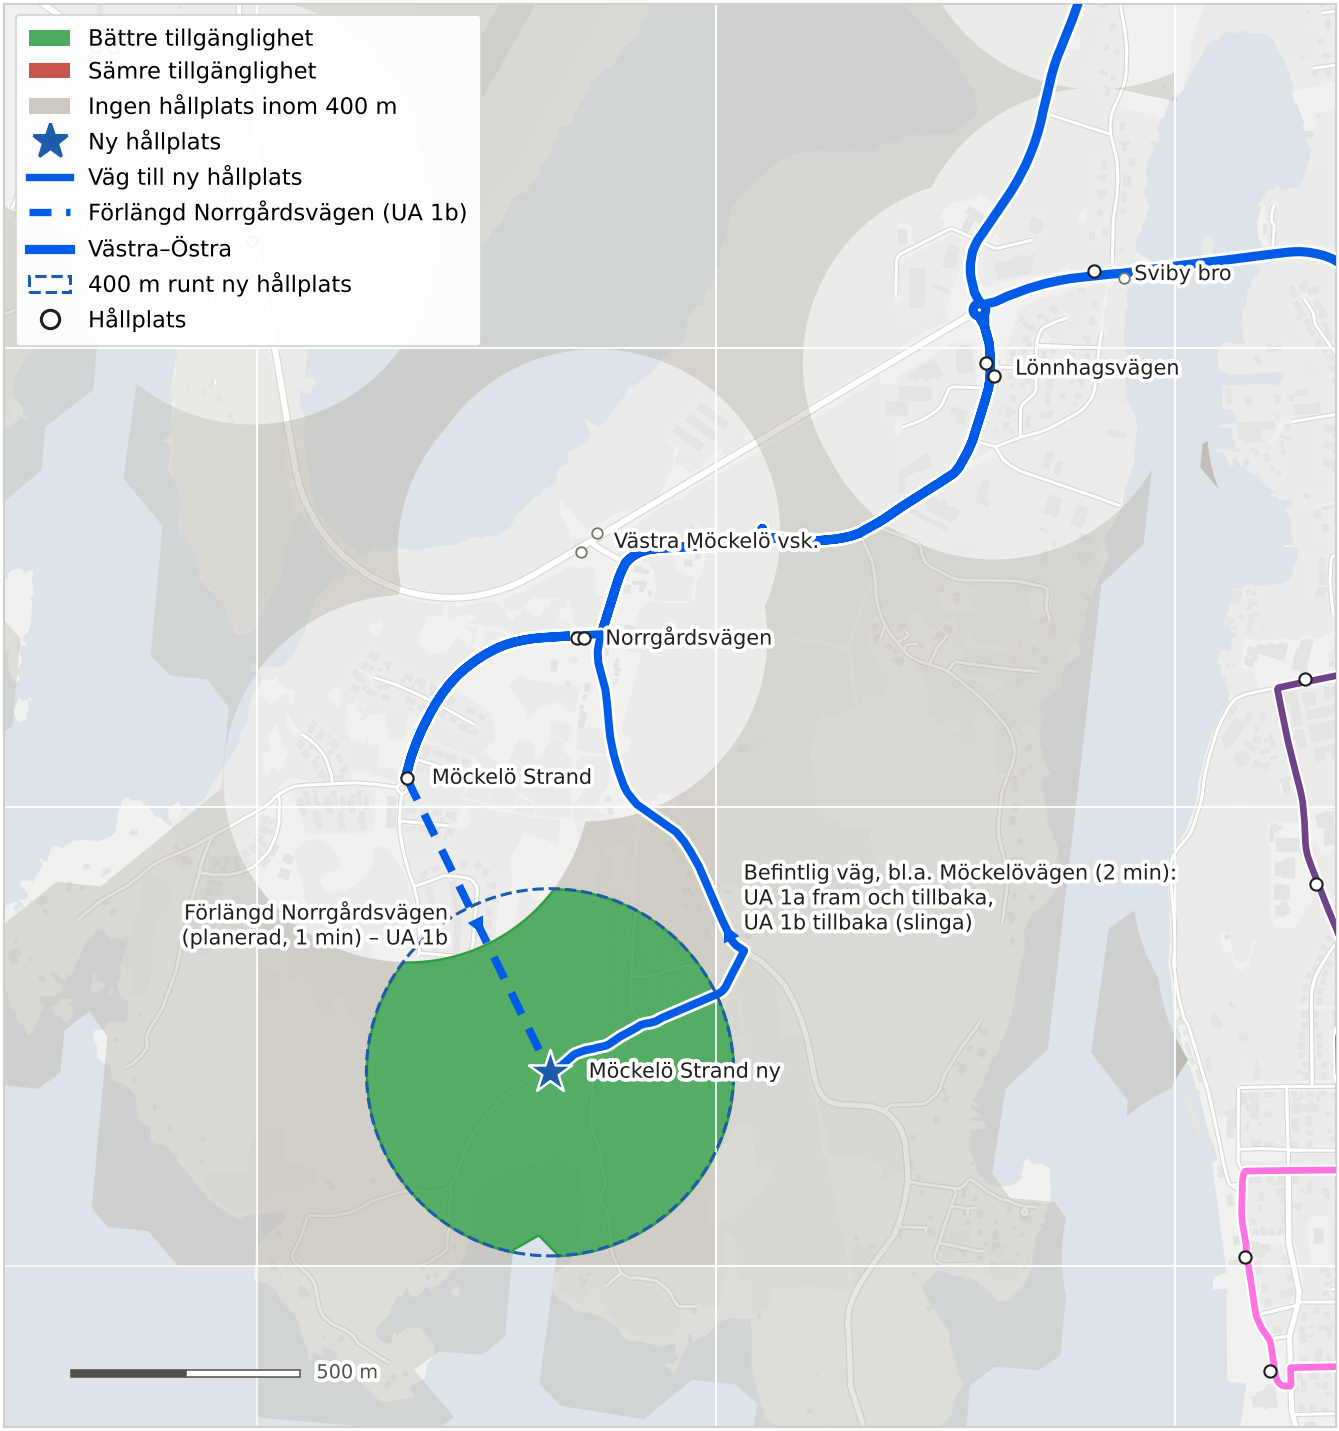 Bättre tillgänglighet
Sämre tillgänglighet
Ingen hållplats inom 400 m
Ny hållplats
Väg till ny hållplats
Förlängd Norrgårdsvägen (UA 1b)
Västra–Östra
400 m runt ny hållplats
Hållplats
Sviby bro
Lönnhagsvägen
Västra Möckelö vsk.
Norrgårdsvägen
Möckelö Strand
Befintlig väg, bl.a. Möckelövägen (2 min):
UA 1a fram och tillbaka,
UA 1b tillbaka (slinga)
Förlängd Norrgårdsvägen
(planerad, 1 min) – UA 1b
Möckelö Strand ny
500 m